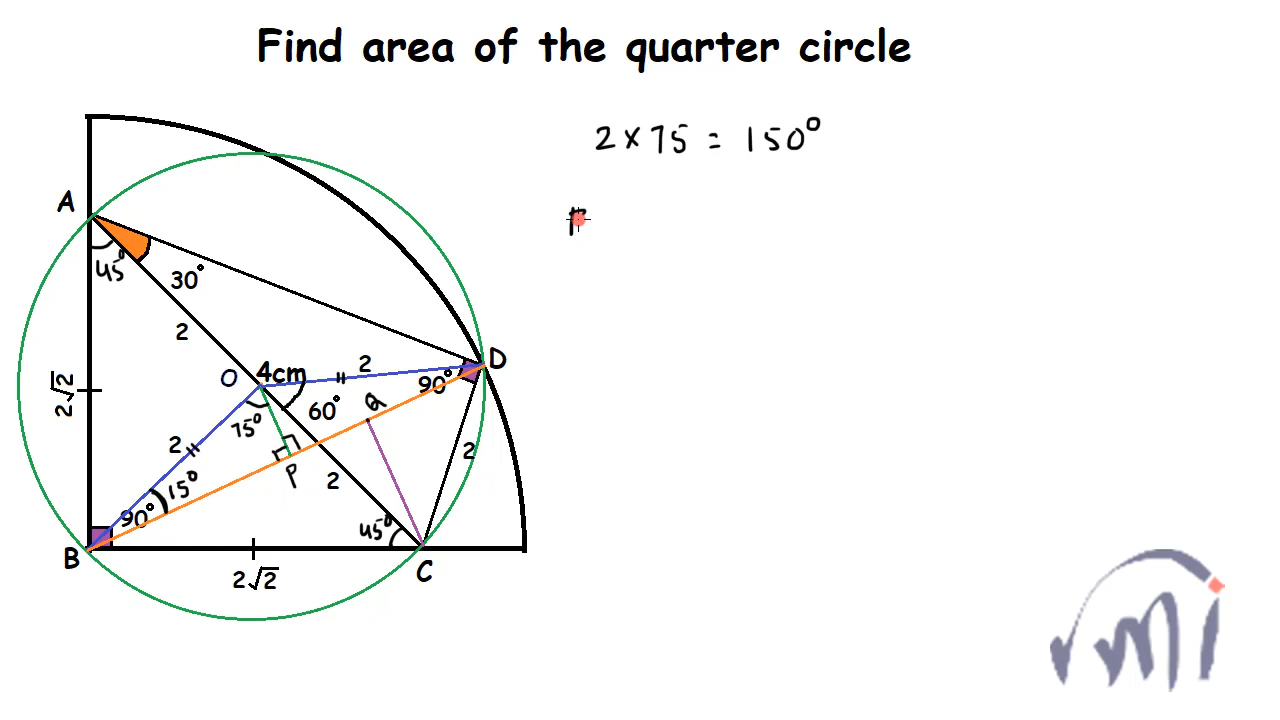 Find area of the quarter circle
2 × 75 = 150°
A
45°
30°
2
2√2
O
4cm
2
D
90°
60°
Q
75°
2
15°
P
2
2
90°
45°
B
C
2√2
rmi